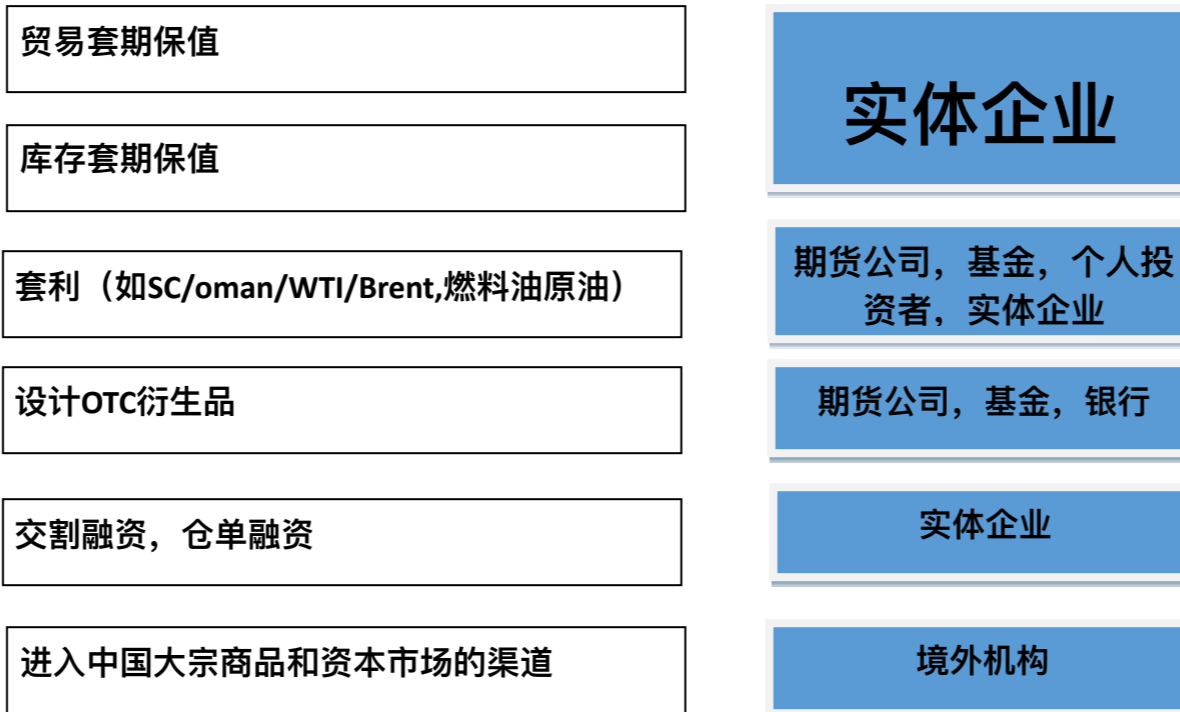 贸易套期保值
实体企业
库存套期保值
套利（如SC/oman/WTI/Brent,燃料油原油）
期货公司，基金，个人投
资者，实体企业
设计OTC衍生品
期货公司，基金，银行
交割融资，仓单融资
实体企业
进入中国大宗商品和资本市场的渠道
境外机构